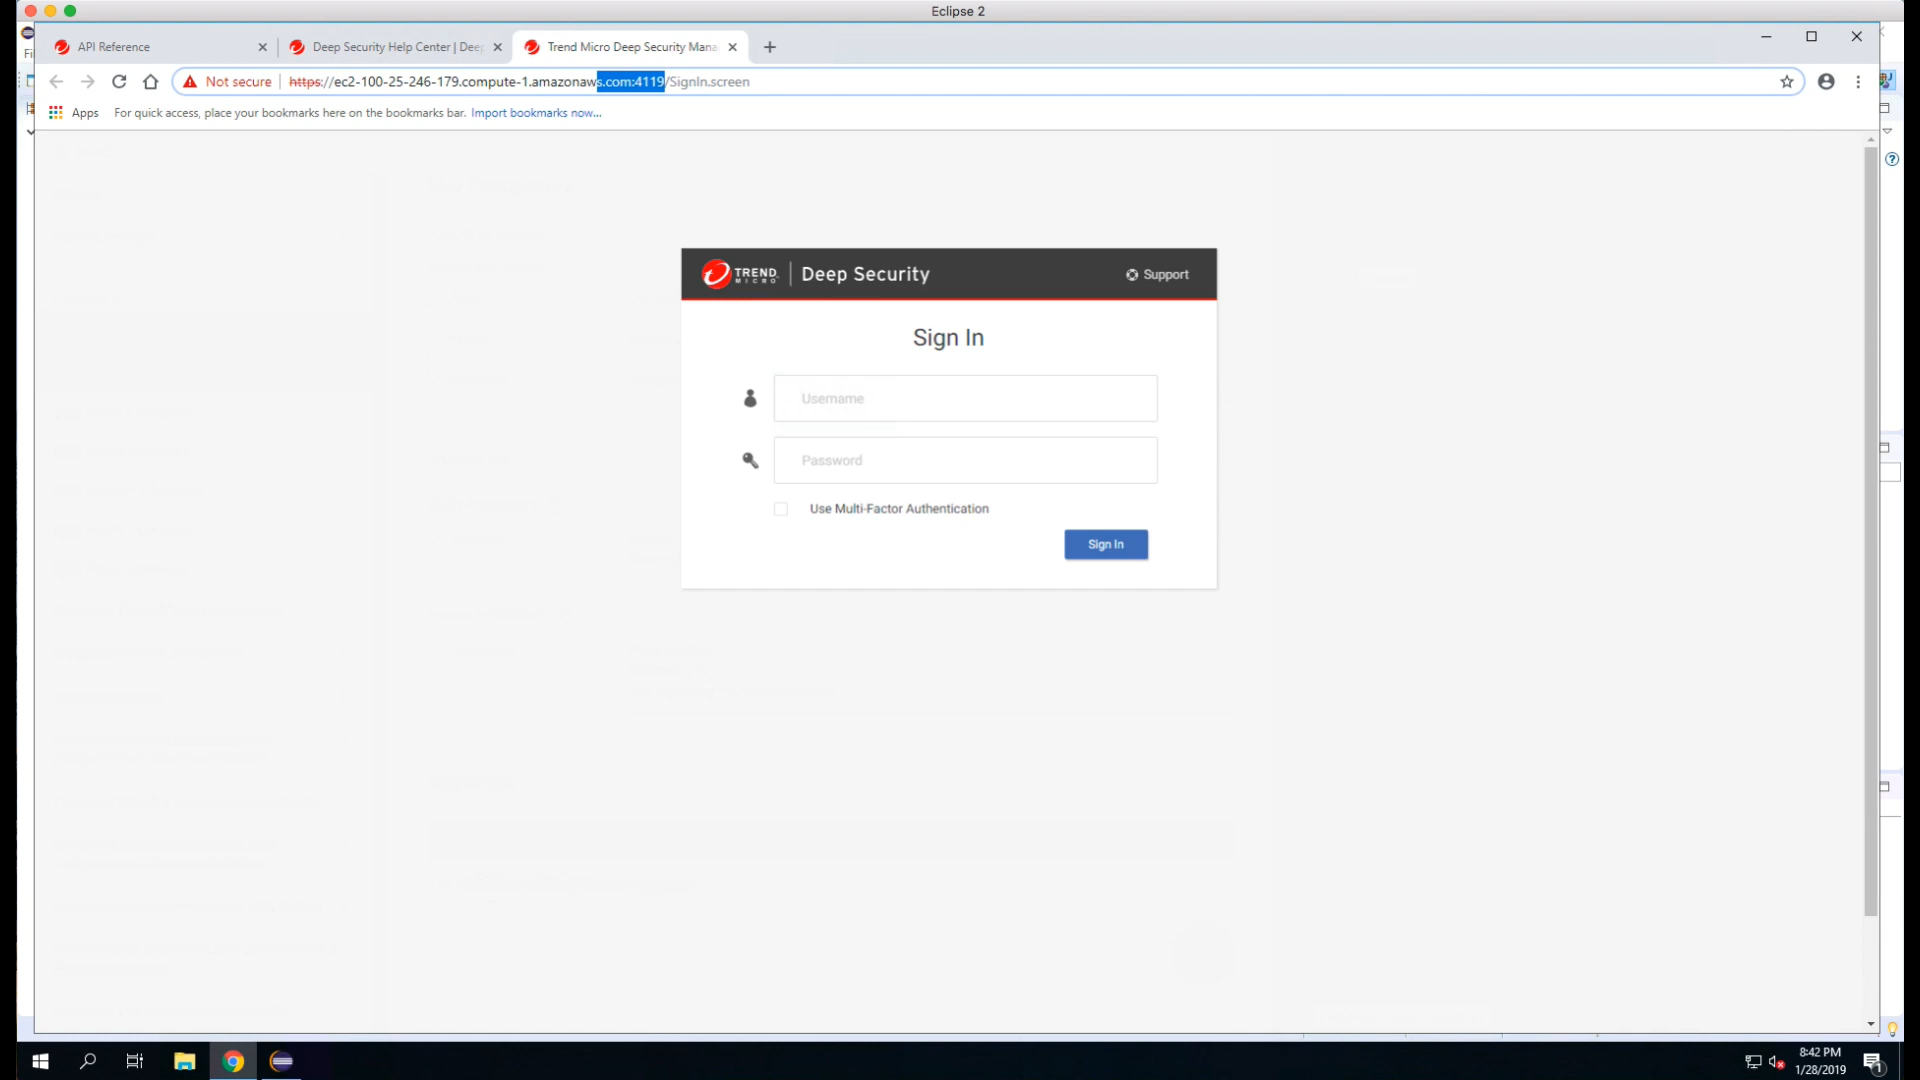 Eclipse 2
API Reference
Deep Security Help Center | Deep
Trend Micro Deep Security Mana
Not secure
https://ec2-100-25-246-179.compute-1.amazonaws.com:4119/SignIn.screen
Apps
For quick access, place your bookmarks here on the bookmarks bar. Import bookmarks now...
TREND MICRO
Deep Security
Support
Sign In
Username
Password
Use Multi-Factor Authentication
Sign In
8:42 PM
1/28/2019
1